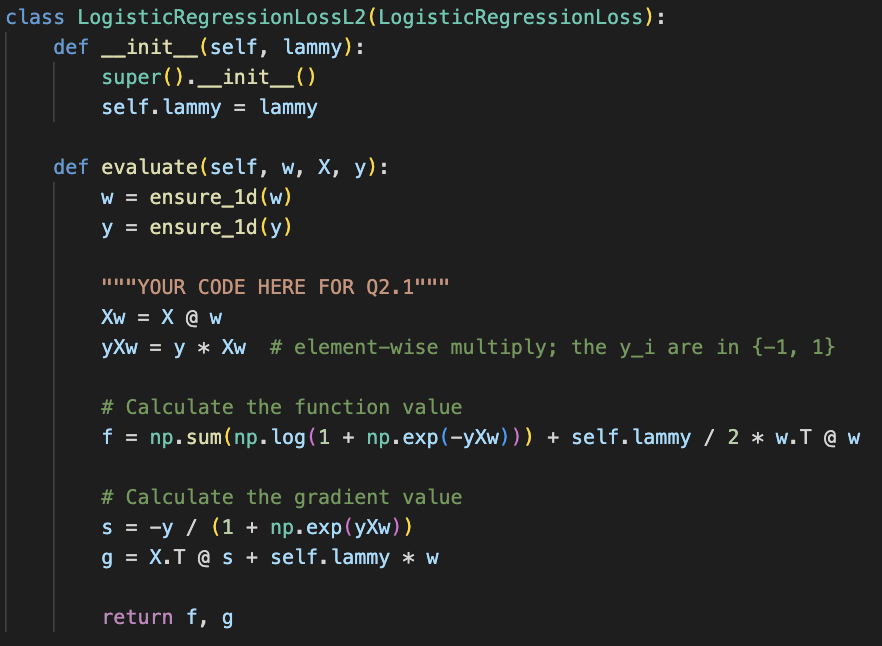 class LogisticRegressionLossL2(LogisticRegressionLoss):
    def __init__(self, lammy):
        super().__init__()
        self.lammy = lammy

    def evaluate(self, w, X, y):
        w = ensure_1d(w)
        y = ensure_1d(y)

        """YOUR CODE HERE FOR Q2.1"""
        Xw = X @ w
        yXw = y * Xw  # element-wise multiply; the y_i are in {-1, 1}

        # Calculate the function value
        f = np.sum(np.log(1 + np.exp(-yXw))) + self.lammy / 2 * w.T @ w

        # Calculate the gradient value
        s = -y / (1 + np.exp(yXw))
        g = X.T @ s + self.lammy * w

        return f, g